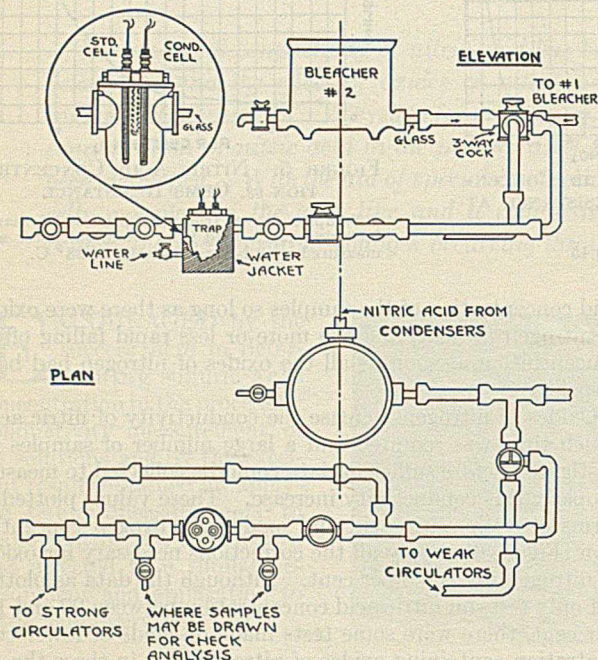 STD. CELL
COND. CELL
GLASS
BLEACHER
# 2
ELEVATION
TO #1
BLEACHER
GLASS
3-WAY
COCK
TRAP
WATER
LINE
WATER
JACKET
NITRIC ACID FROM
CONDENSERS
PLAN
TO STRONG
CIRCULATORS
WHERE SAMPLES
MAY BE DRAWN
FOR CHECK
ANALYSIS
TO WEAK
CIRCULATORS